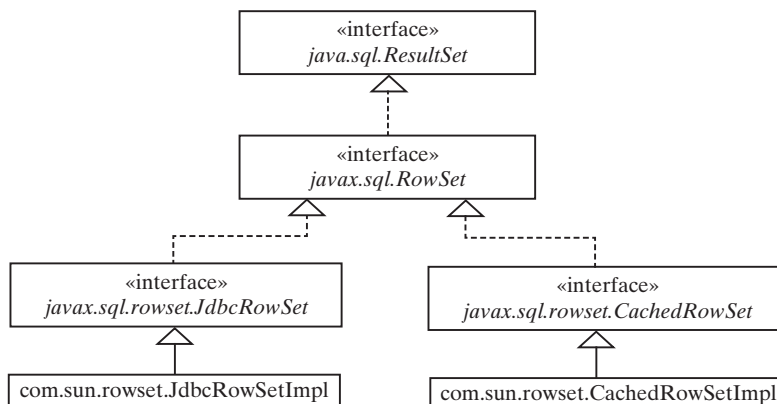 «interface»
java.sql.ResultSet
«interface»
javax.sql.RowSet
«interface»
javax.sql.rowset.JdbcRowSet
«interface»
javax.sql.rowset.CachedRowSet
com.sun.rowset.JdbcRowSetImpl
com.sun.rowset.CachedRowSetImpl